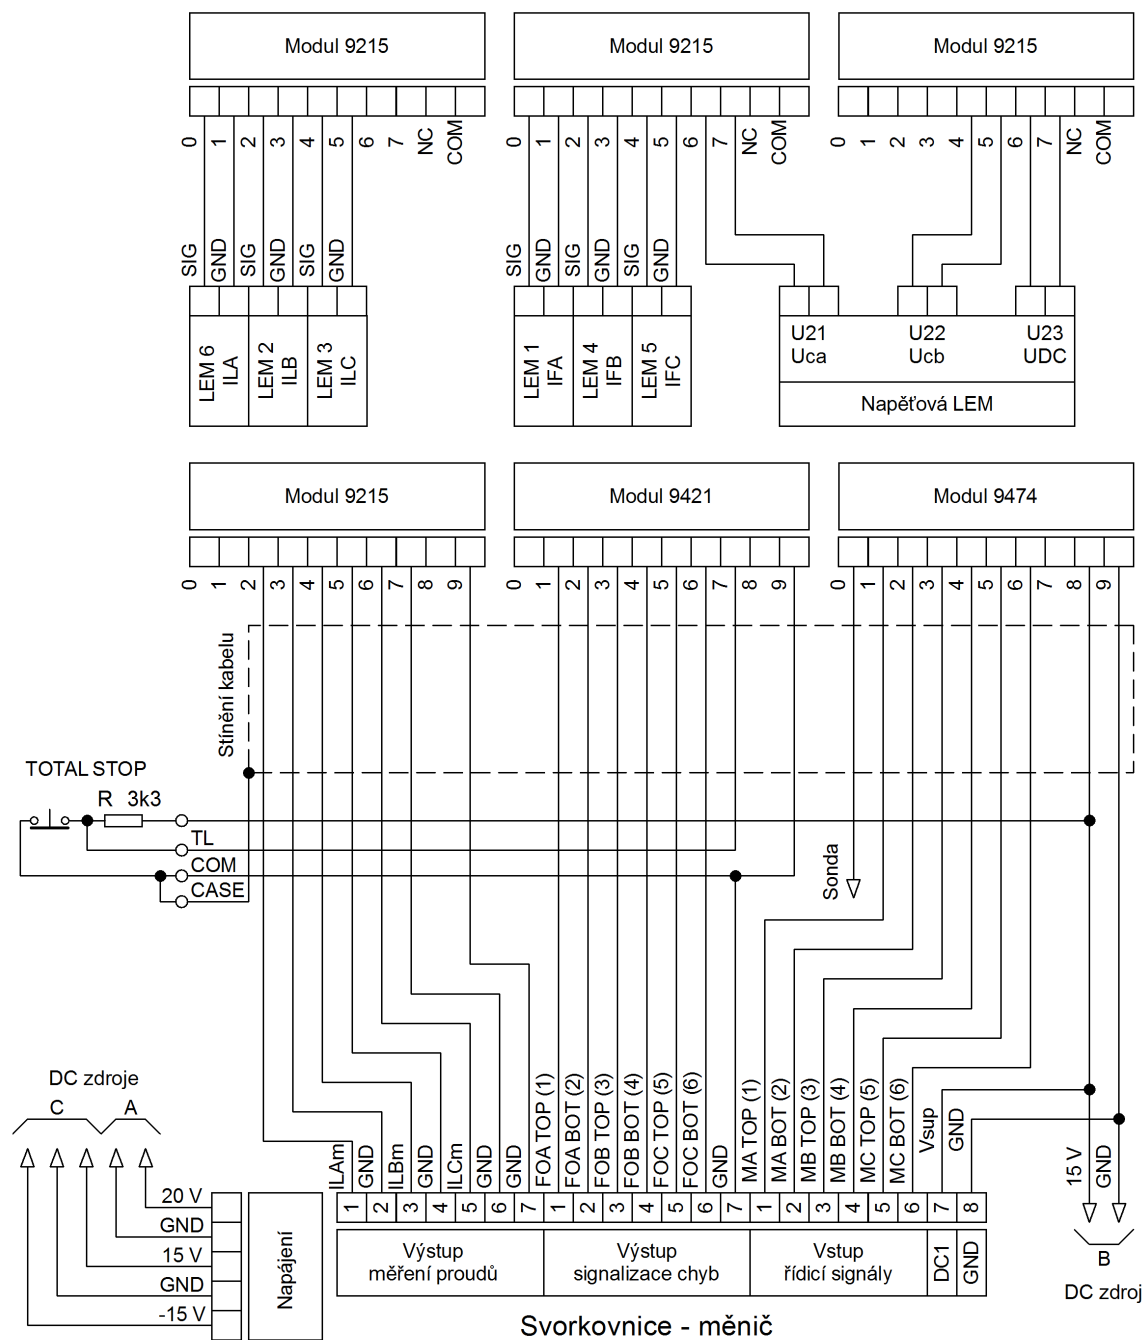 Modul 9215
Modul 9215
Modul 9215
0 1 2 3 4 5 6 7 NC COM
0 1 2 3 4 5 6 7 NC COM
0 1 2 3 4 5 6 7 NC COM
SIG GND SIG GND SIG GND
SIG GND SIG GND SIG GND
LEM 6 ILA
LEM 2 ILB
LEM 3 ILC
LEM 1 IFA
LEM 4 IFB
LEM 5 IFC
U21 U22 U23
Uca Ucb UDC
Napěťová LEM
Modul 9215
Modul 9421
Modul 9474
0 1 2 3 4 5 6 7 8 9
0 1 2 3 4 5 6 7 8 9
0 1 2 3 4 5 6 7 8 9
Stínění kabelu
TOTAL STOP
R 3k3
TL
COM
CASE
Sonda
DC zdroje
C A
20 V
GND
15 V
GND
-15 V
Napájení
ILAm GND ILBm GND ILCm GND GND
FOA TOP (1)
FOA BOT (2)
FOB TOP (3)
FOB BOT (4)
FOC TOP (5)
FOC BOT (6)
GND
MA TOP (1)
MA BOT (2)
MB TOP (3)
MB BOT (4)
MC TOP (5)
MC BOT (6)
Vsup
GND
15 V
GND
1 2 3 4 5 6 7 1 2 3 4 5 6 7 1 2 3 4 5 6 7 8
Výstup
měření proudů
Výstup
signalizace chyb
Vstup
řídicí signály
DC1
GND
B
DC zdroj
Svorkovnice - měnič